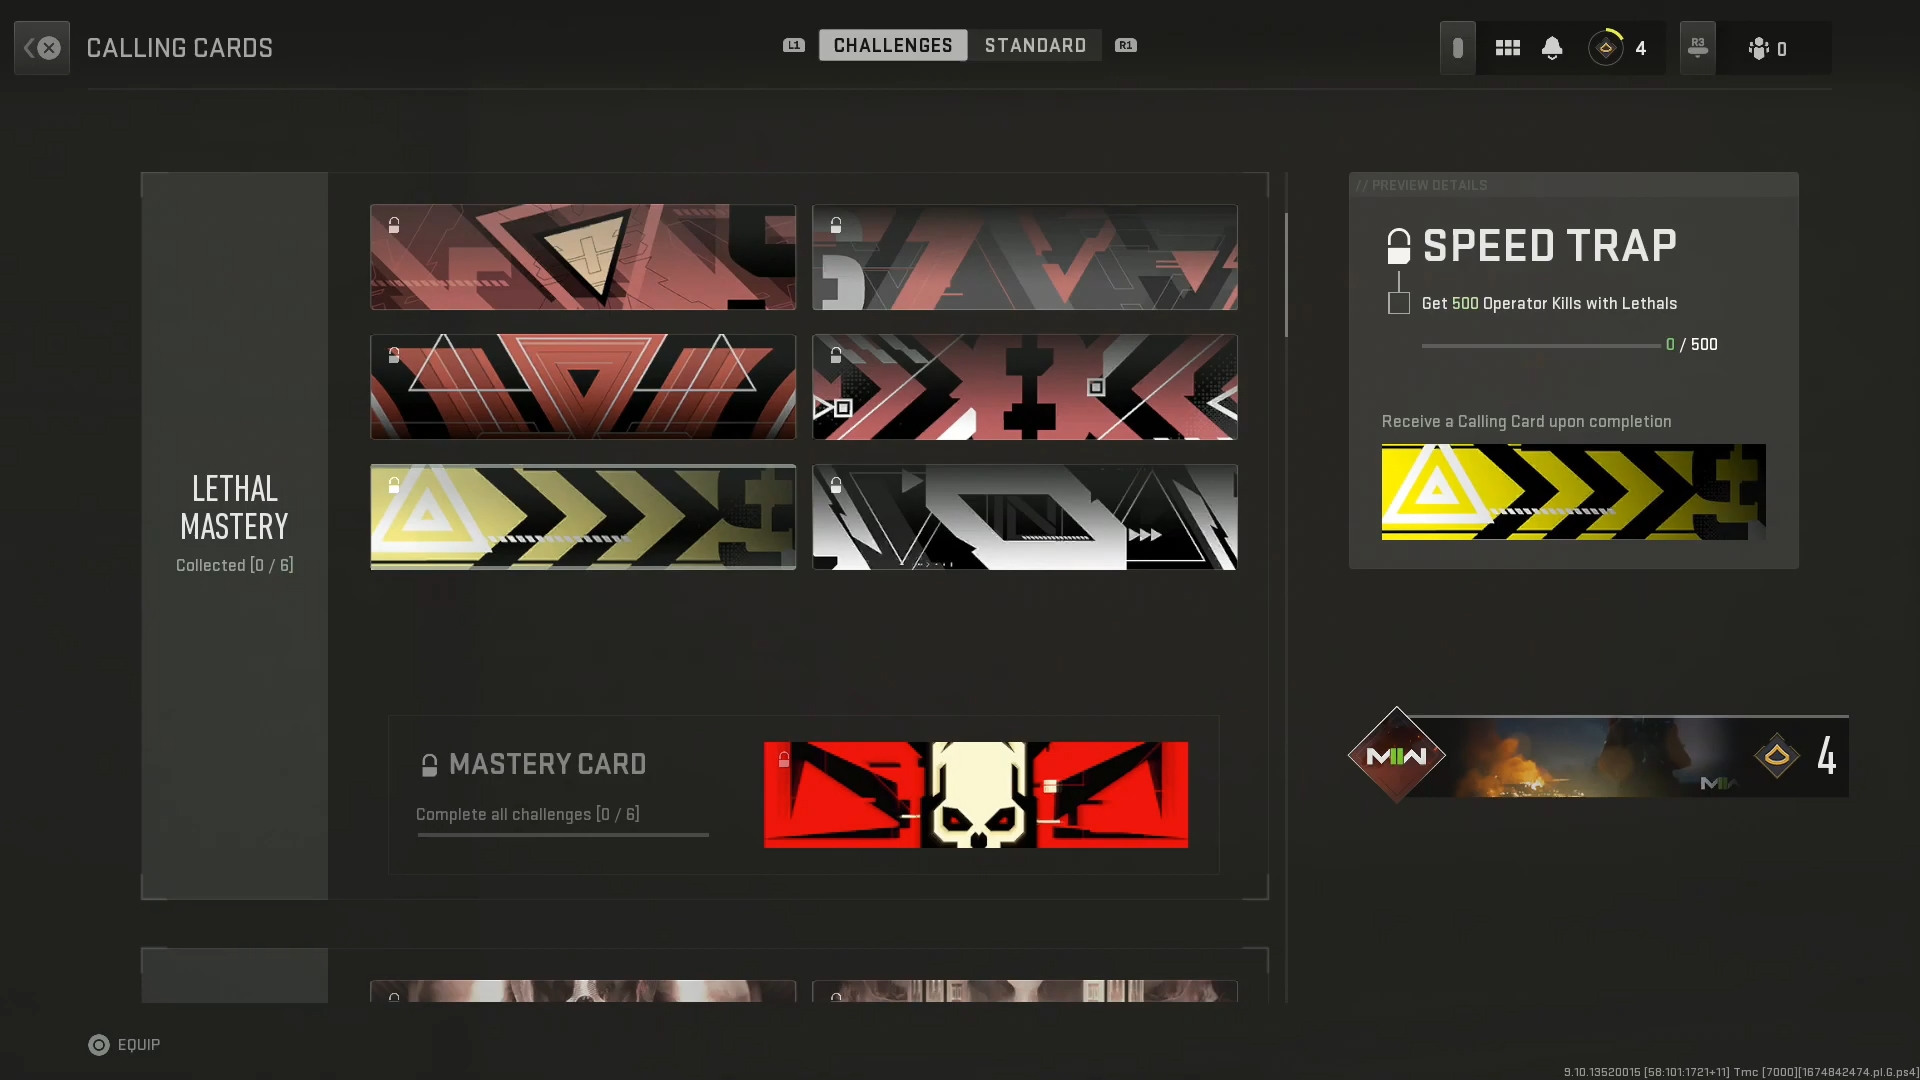 CALLING CARDS
L1
CHALLENGES
STANDARD
R1
4
R3
0
// PREVIEW DETAILS
SPEED TRAP
Get 500 Operator Kills with Lethals
0 / 500
Receive a Calling Card upon completion
LETHAL
MASTERY
Collected [0 / 6]
MASTERY CARD
Complete all challenges [0 / 6]
MIIW
4
EQUIP
9.10.13520015 [58:101:1721+11] Tmc [7000][1674842474.pl.G.ps4]